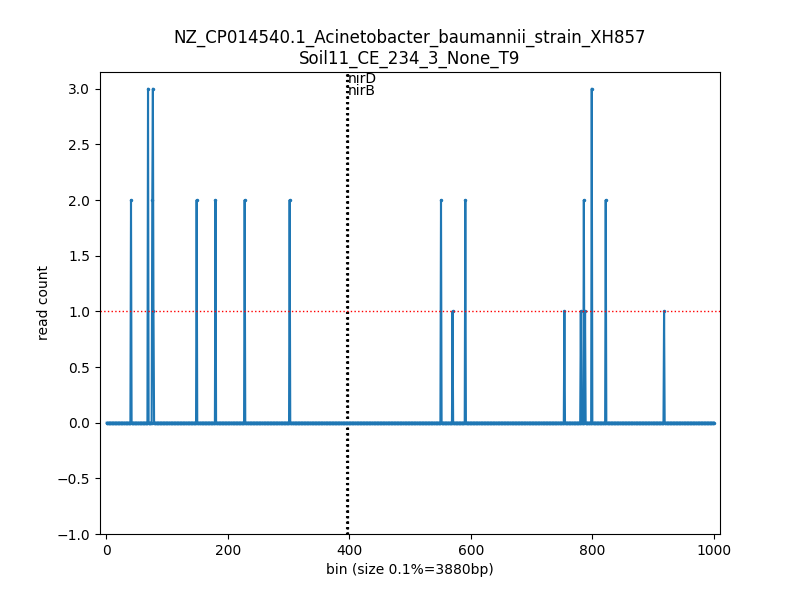 NZ_CP014540.1_Acinetobacter_baumannii_strain_XH857
Soil11_CE_234_3_None_T9
nirD
nirB
3.0
2.5
2.0
1.5
1.0
0.5
0.0
−0.5
−1.0
read count
0 200 400 600 800 1000
bin (size 0.1%=3880bp)